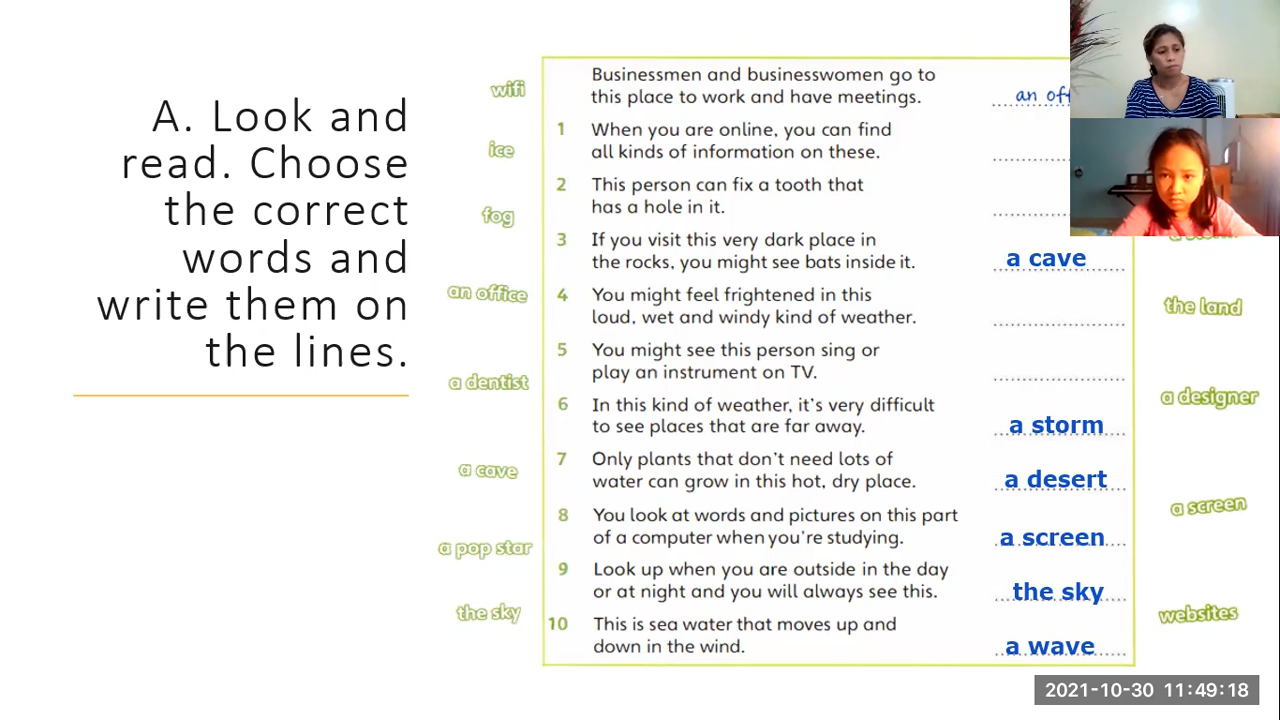 A. Look and
read. Choose
the correct
words and
write them on
the lines.
wifi
ice
fog
an office
a dentist
a cave
a pop star
the sky
Businessmen and businesswomen go to
this place to work and have meetings.
an off
1 When you are online, you can find
all kinds of information on these.
2 This person can fix a tooth that
has a hole in it.
3 If you visit this very dark place in
the rocks, you might see bats inside it.
a cave
4 You might feel frightened in this
loud, wet and windy kind of weather.
5 You might see this person sing or
play an instrument on TV.
6 In this kind of weather, it's very difficult
to see places that are far away.
a storm
7 Only plants that don't need lots of
water can grow in this hot, dry place.
a desert
8 You look at words and pictures on this part
of a computer when you're studying.
a screen
9 Look up when you are outside in the day
or at night and you will always see this.
the sky
10 This is sea water that moves up and
down in the wind.
a wave
the land
a designer
a screen
websites
2021-10-30 11:49:18